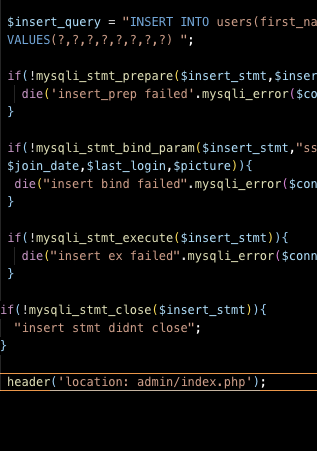 $insert_query = "INSERT INTO users(first_na
VALUES(?,?,?,?,?,?,?,?) ";
if(!mysqli_stmt_prepare($insert_stmt,$inser
die('insert_prep failed'.mysqli_error($co
}
if(!mysqli_stmt_bind_param($insert_stmt,"ss
$join_date,$last_login,$picture)){
die("insert bind failed".mysqli_error($con
}
if(!mysqli_stmt_execute($insert_stmt)){
die("insert ex failed".mysqli_error($conn
}
if(!mysqli_stmt_close($insert_stmt)){
"insert stmt didnt close";
}
header('location: admin/index.php');